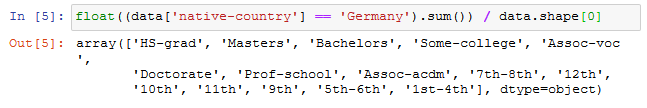 In [5]: float((data['native-country'] == 'Germany').sum()) / data.shape[0]
Out[5]: array(['HS-grad', 'Masters', 'Bachelors', 'Some-college', 'Assoc-voc
',
'Doctorate', 'Prof-school', 'Assoc-acdm', '7th-8th', '12th',
'10th', '11th', '9th', '5th-6th', '1st-4th'], dtype=object)